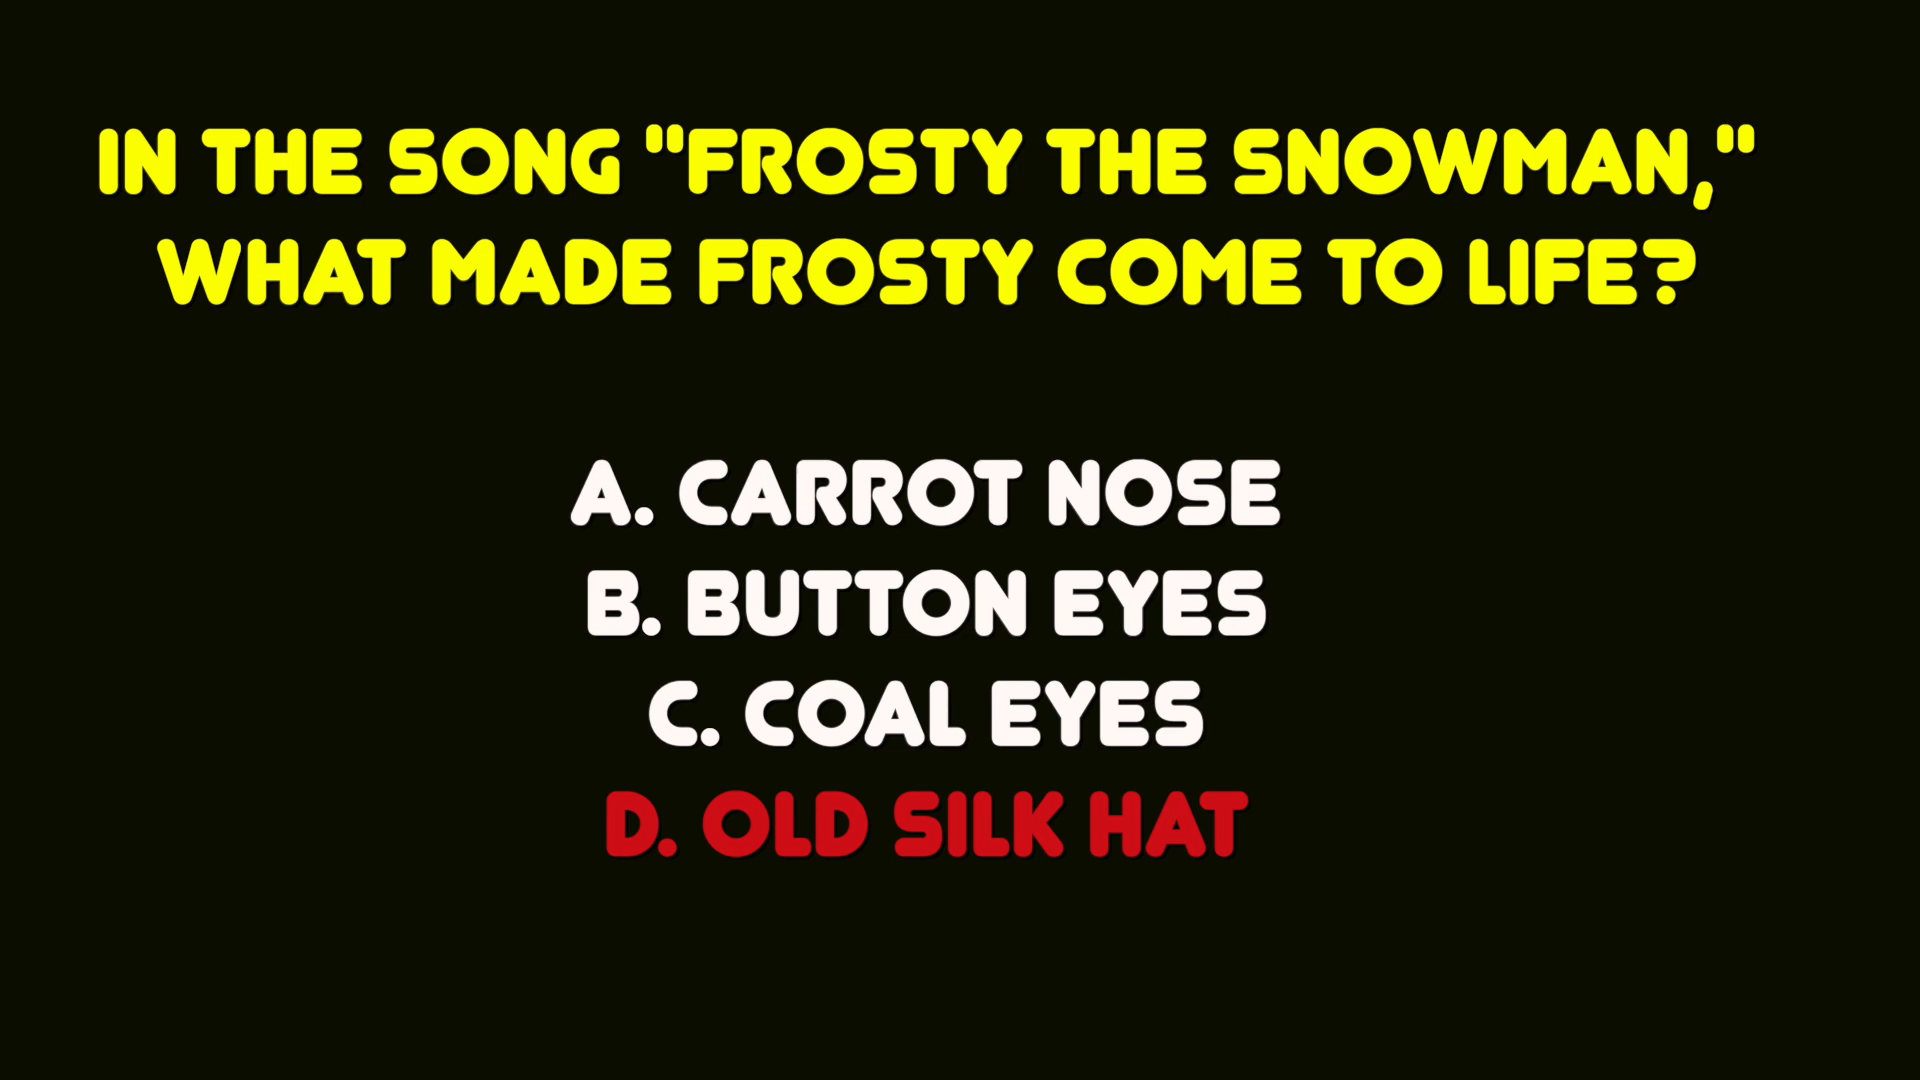 IN THE SONG "FROSTY THE SNOWMAN,"
WHAT MADE FROSTY COME TO LIFE?
A. CARROT NOSE
B. BUTTON EYES
C. COAL EYES
D. OLD SILK HAT